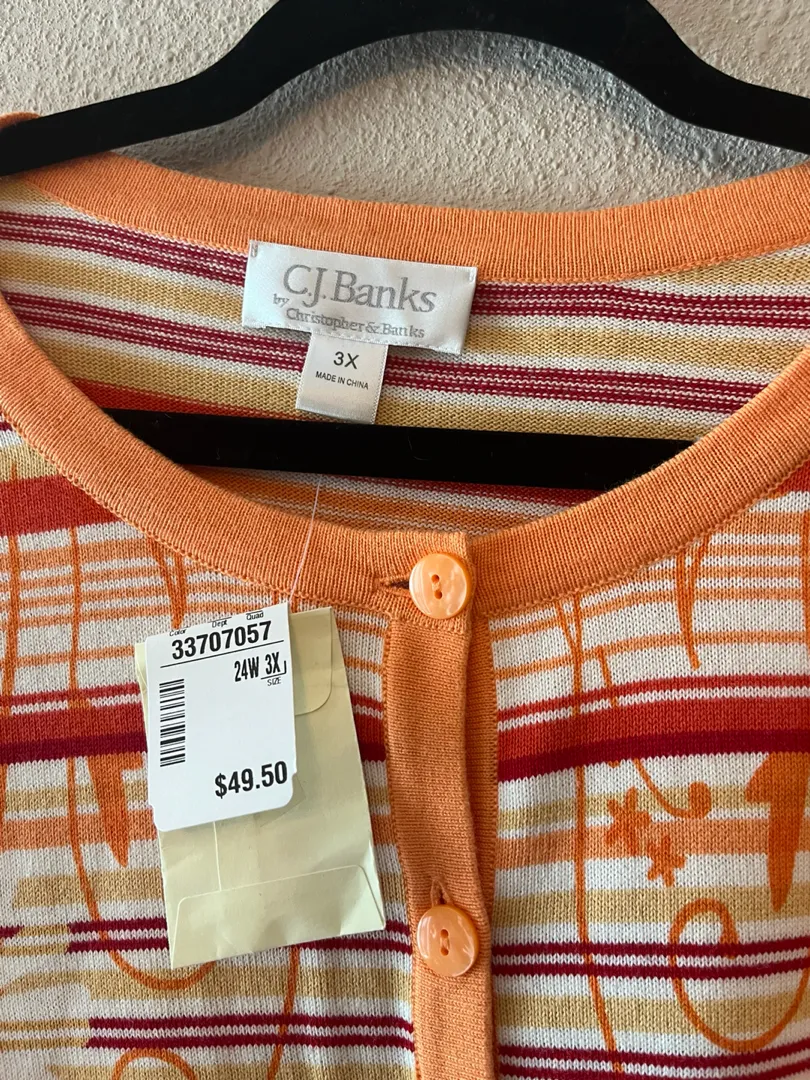 C.J. Banks
by
Christopher & Banks
3X
MADE IN CHINA
Color Dept Quad
33707057
24W 3X
SIZE
$49.50